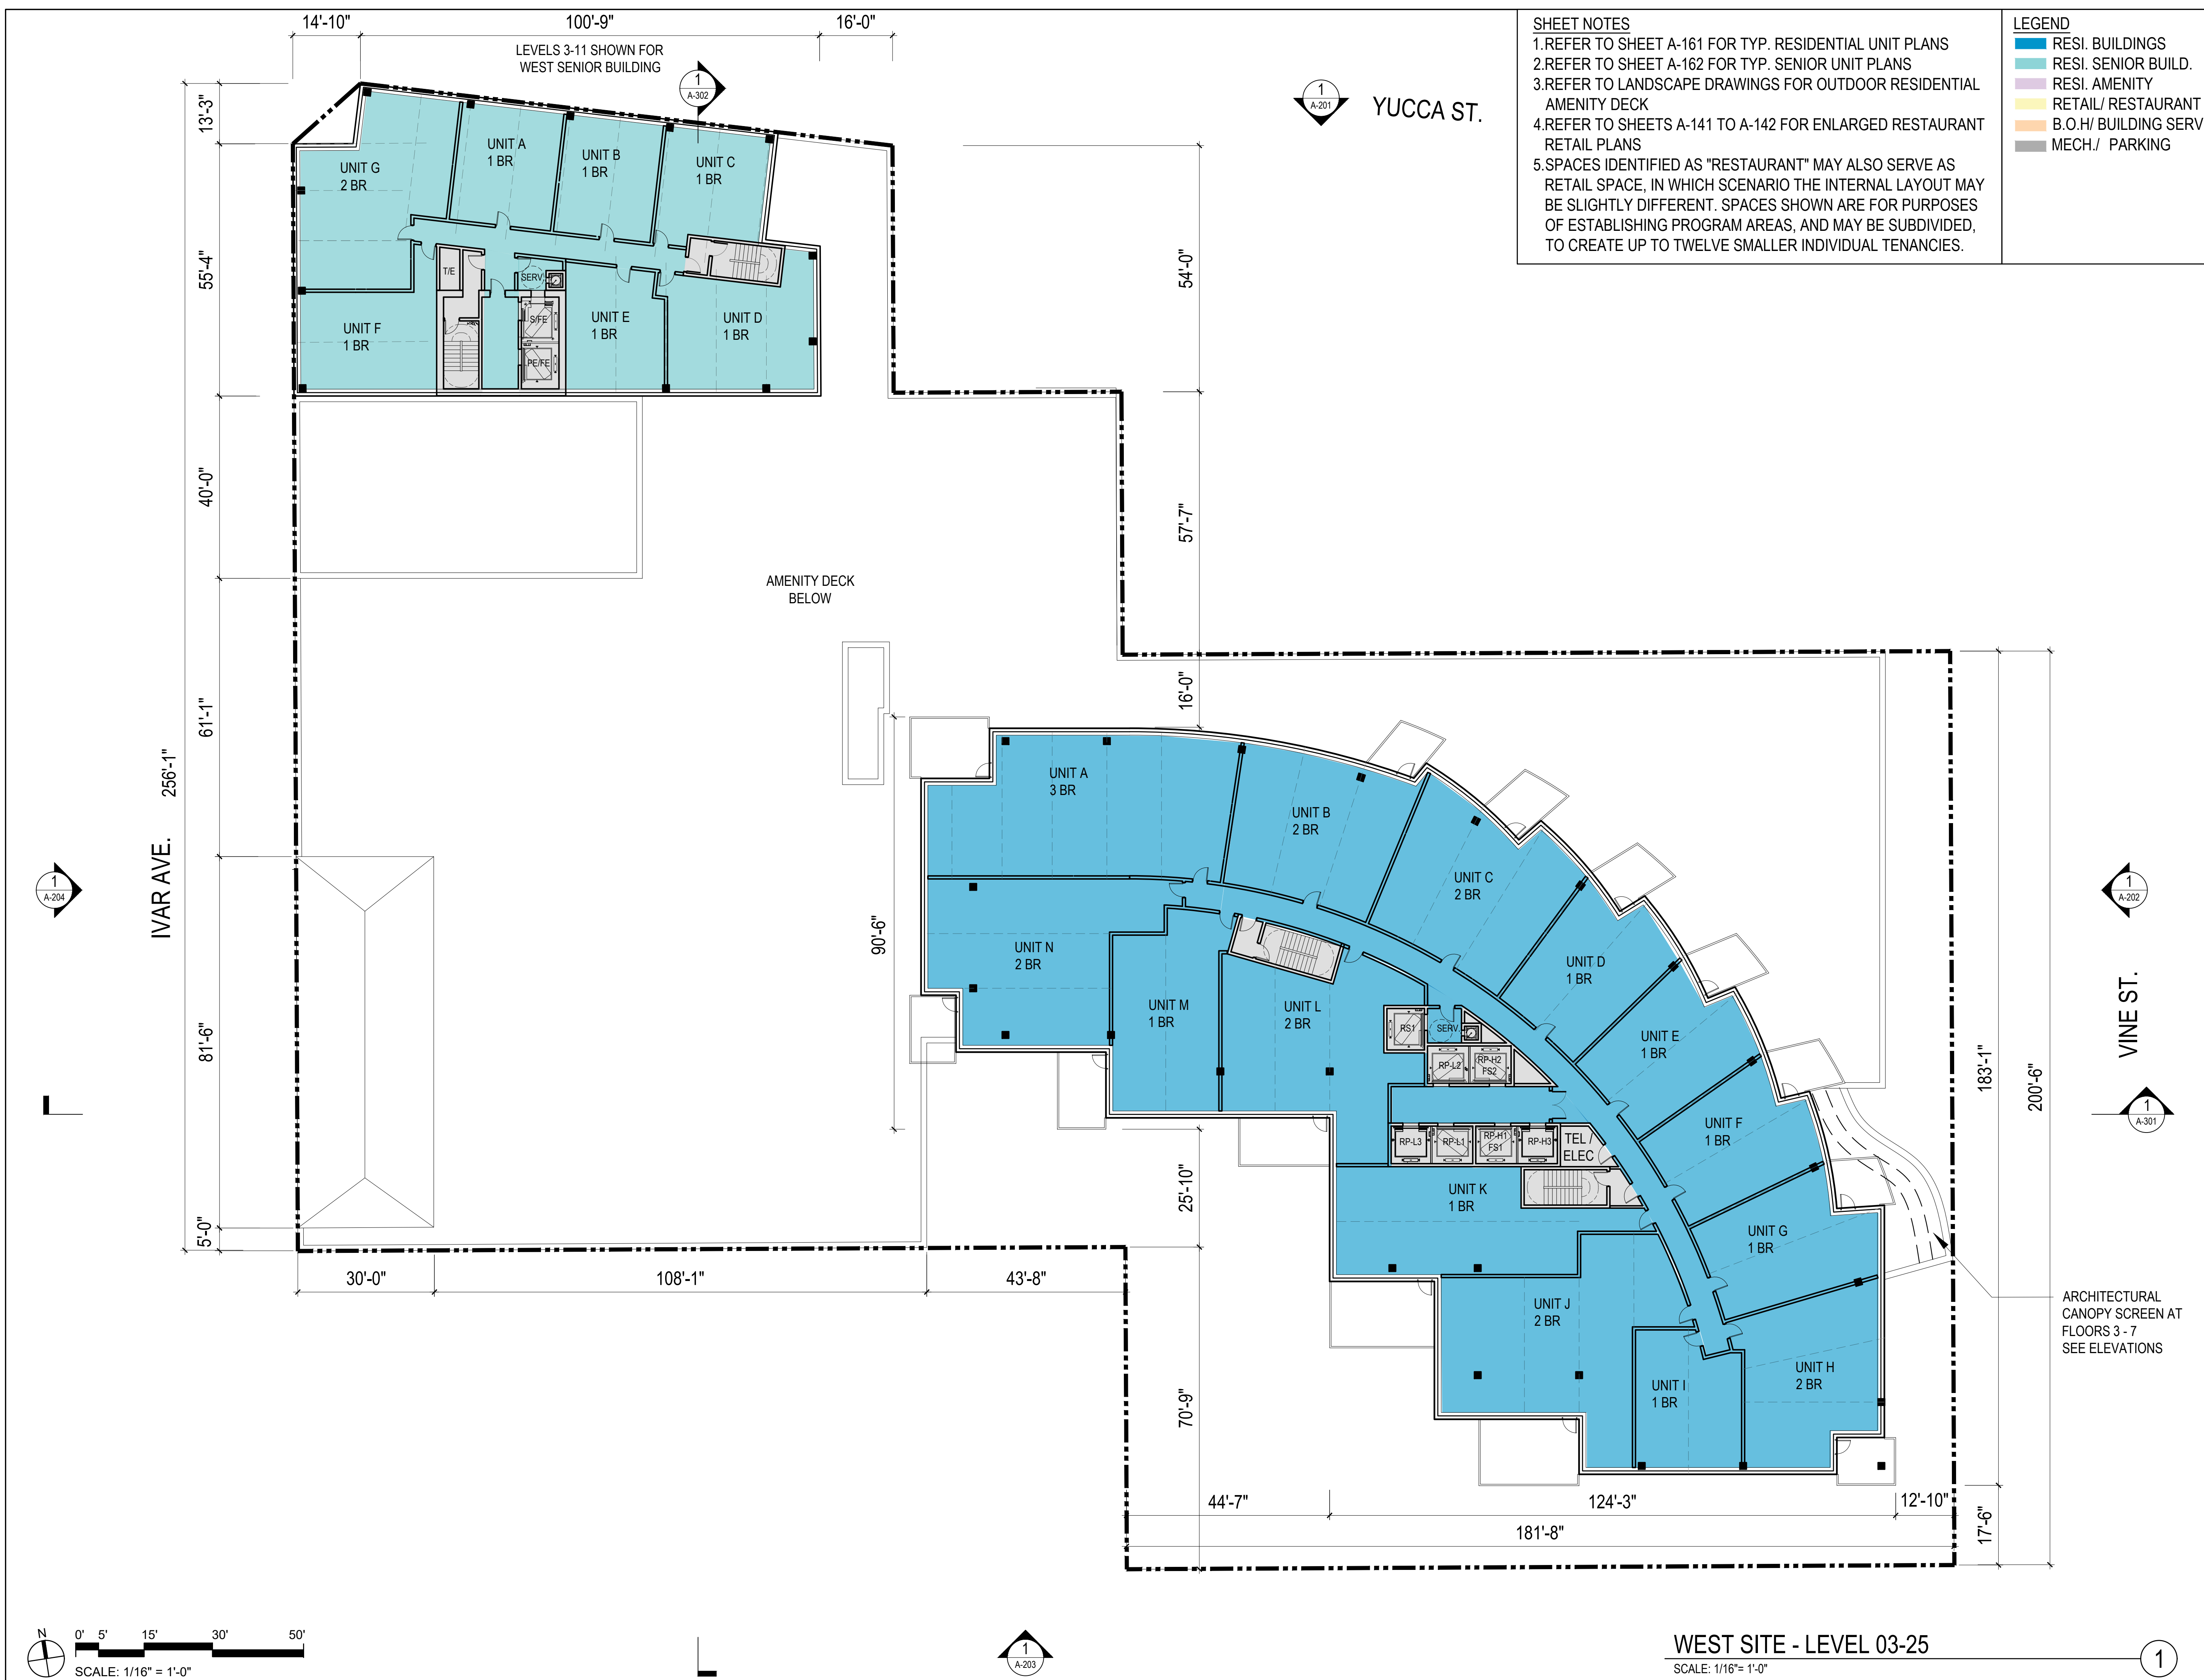 14'-10"
100'-9"
16'-0"
LEVELS 3-11 SHOWN FOR
WEST SENIOR BUILDING
1
A-302
1
A-201
YUCCA ST.
SHEET NOTES
1.REFER TO SHEET A-161 FOR TYP. RESIDENTIAL UNIT PLANS
2.REFER TO SHEET A-162 FOR TYP. SENIOR UNIT PLANS
3.REFER TO LANDSCAPE DRAWINGS FOR OUTDOOR RESIDENTIAL
AMENITY DECK
4.REFER TO SHEETS A-141 TO A-142 FOR ENLARGED RESTAURANT
RETAIL PLANS
5.SPACES IDENTIFIED AS "RESTAURANT" MAY ALSO SERVE AS
RETAIL SPACE, IN WHICH SCENARIO THE INTERNAL LAYOUT MAY
BE SLIGHTLY DIFFERENT. SPACES SHOWN ARE FOR PURPOSES
OF ESTABLISHING PROGRAM AREAS, AND MAY BE SUBDIVIDED,
TO CREATE UP TO TWELVE SMALLER INDIVIDUAL TENANCIES.
LEGEND
RESI. BUILDINGS
RESI. SENIOR BUILD.
RESI. AMENITY
RETAIL/ RESTAURANT
B.O.H/ BUILDING SERV
MECH./ PARKING
13'-3"
55'-4"
40'-0"
61'-1"
256'-1"
81'-6"
5'-0"
IVAR AVE.
1
A-204
UNIT G
2 BR
UNIT A
1 BR
UNIT B
1 BR
UNIT C
1 BR
T/E
SERV.
S/FE
PE/FE
UNIT F
1 BR
UNIT E
1 BR
UNIT D
1 BR
54'-0"
57'-7"
16'-0"
AMENITY DECK
BELOW
90'-6"
UNIT A
3 BR
UNIT B
2 BR
UNIT C
2 BR
UNIT D
1 BR
UNIT E
1 BR
UNIT F
1 BR
UNIT G
1 BR
UNIT H
2 BR
UNIT I
1 BR
UNIT J
2 BR
UNIT K
1 BR
UNIT L
2 BR
UNIT M
1 BR
UNIT N
2 BR
RS1
SERV.
RP-L2
RP-H2
FS2
RP-L3
RP-L1
RP-H1
FS1
RP-H3
TEL /
ELEC
25'-10"
70'-9"
30'-0"
108'-1"
43'-8"
44'-7"
124'-3"
12'-10"
181'-8"
183'-1"
200'-6"
17'-6"
1
A-202
VINE ST.
1
A-301
ARCHITECTURAL
CANOPY SCREEN AT
FLOORS 3 - 7
SEE ELEVATIONS
N
0' 5' 15' 30' 50'
SCALE: 1/16" = 1'-0"
1
A-203
WEST SITE - LEVEL 03-25
SCALE: 1/16"= 1'-0"
1